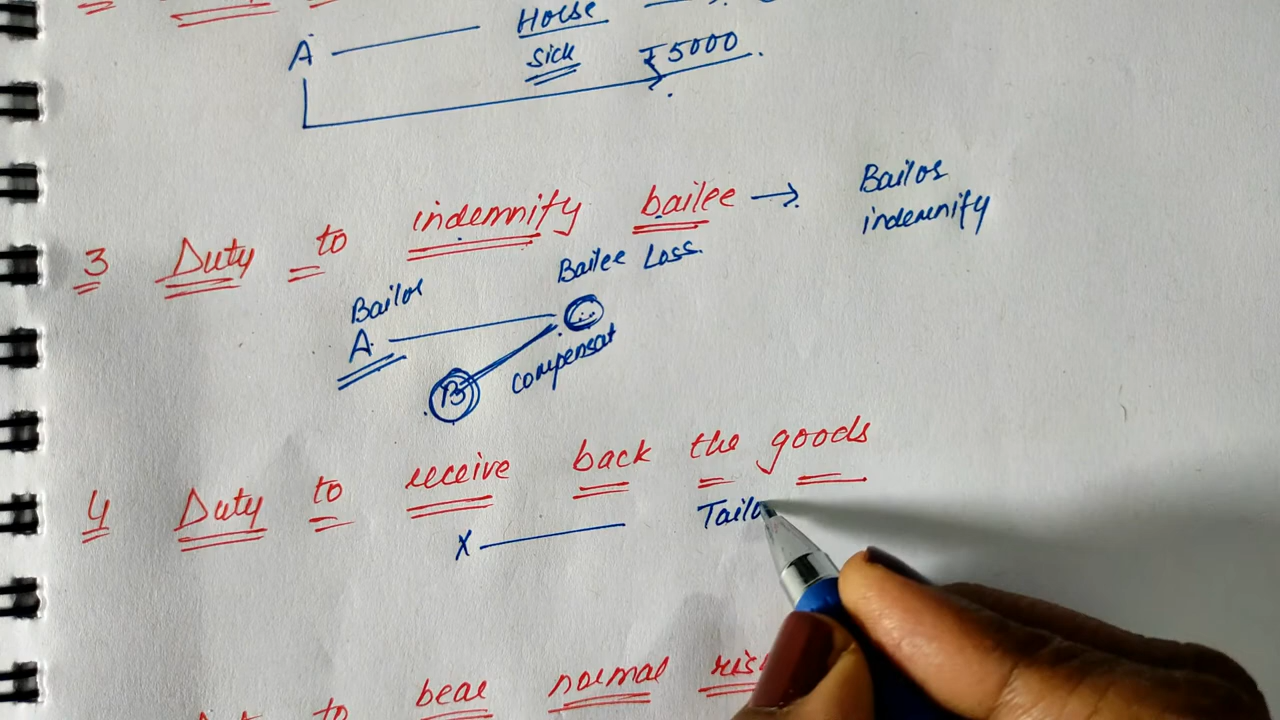 A Horse
sick ₹5000
3 Duty to indemnify bailee → Bailor
indemnify
Bailee Loss.
Bailor
A
B compensat
4 Duty to receive back the goods
X Tailo
to bear normal ris